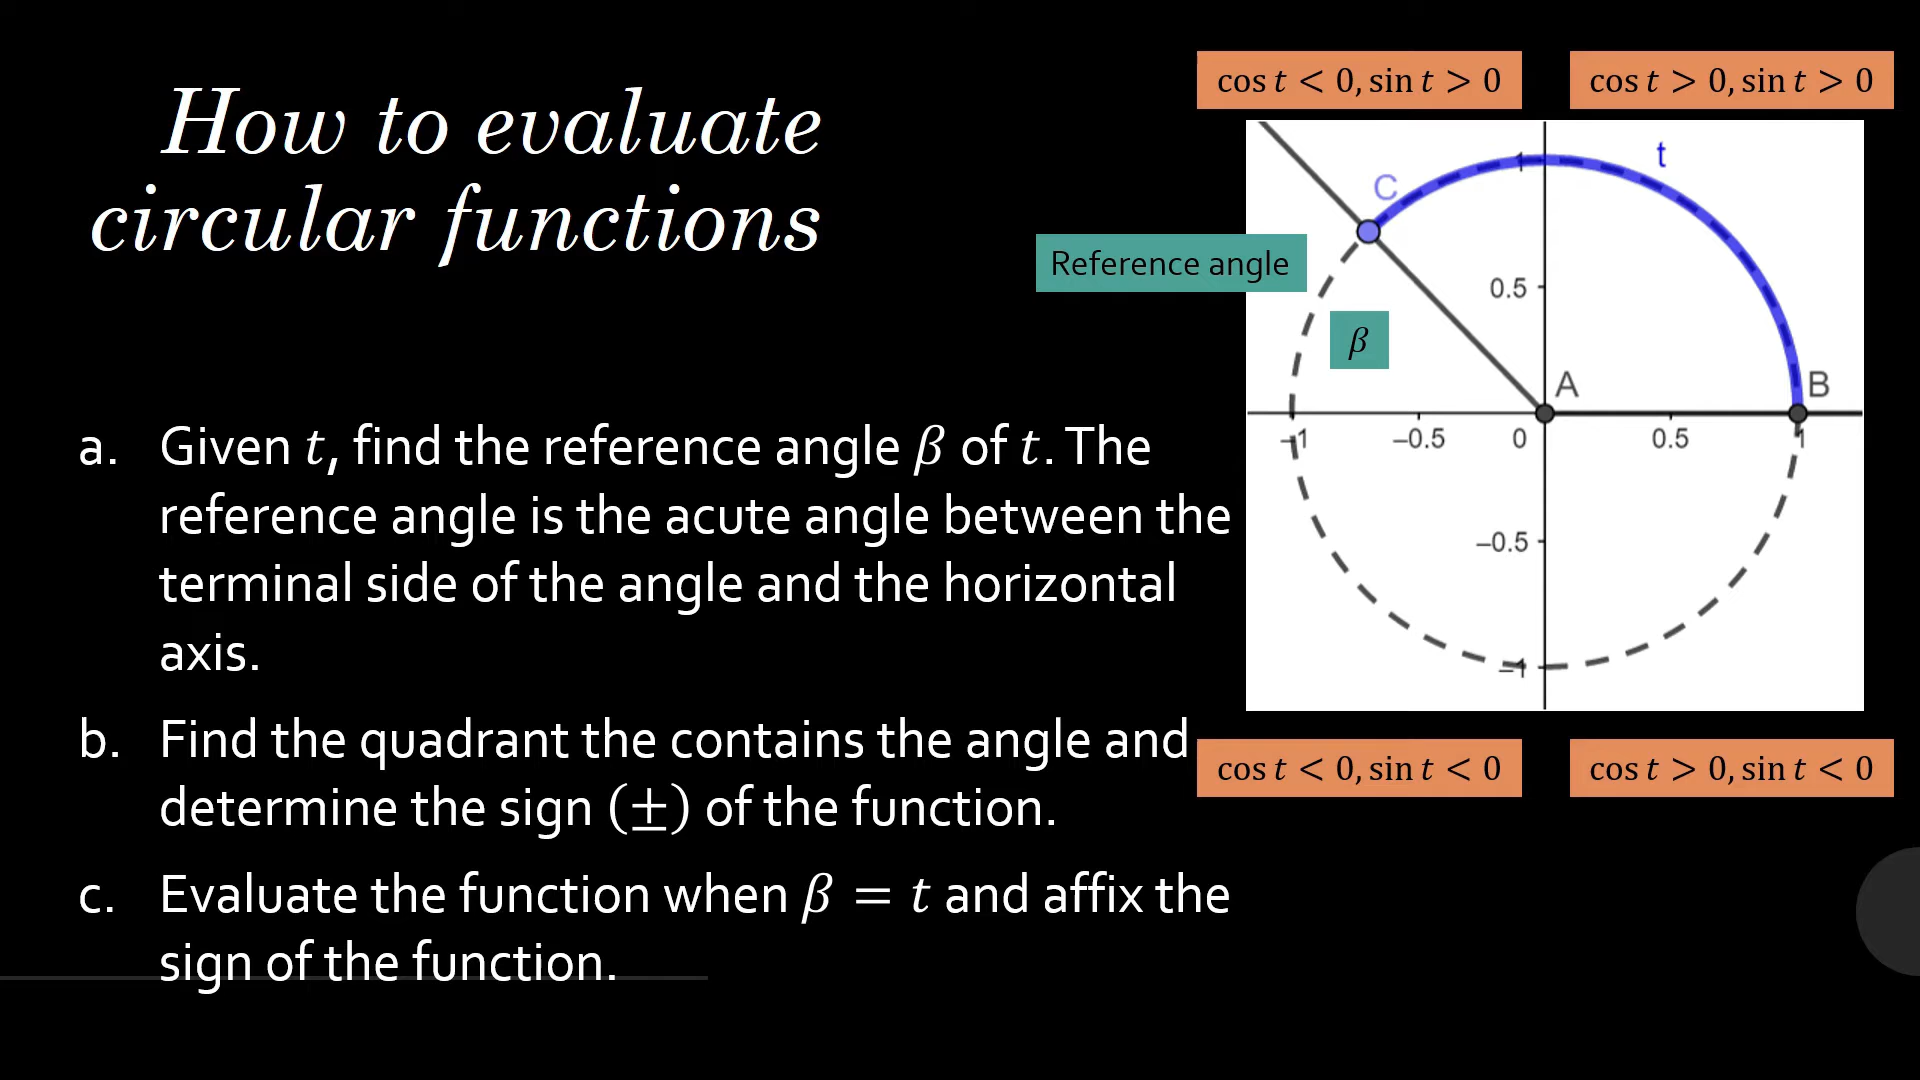 How to evaluate
circular functions
a. Given t, find the reference angle β of t. The
reference angle is the acute angle between the
terminal side of the angle and the horizontal
axis.
b. Find the quadrant the contains the angle and
determine the sign (±) of the function.
c. Evaluate the function when β = t and affix the
sign of the function.
cos t < 0, sin t > 0
cos t > 0, sin t > 0
1
t
C
Reference angle
0.5
β
A
B
–1
–0.5
0
0.5
1
–0.5
–1
cos t < 0, sin t < 0
cos t > 0, sin t < 0